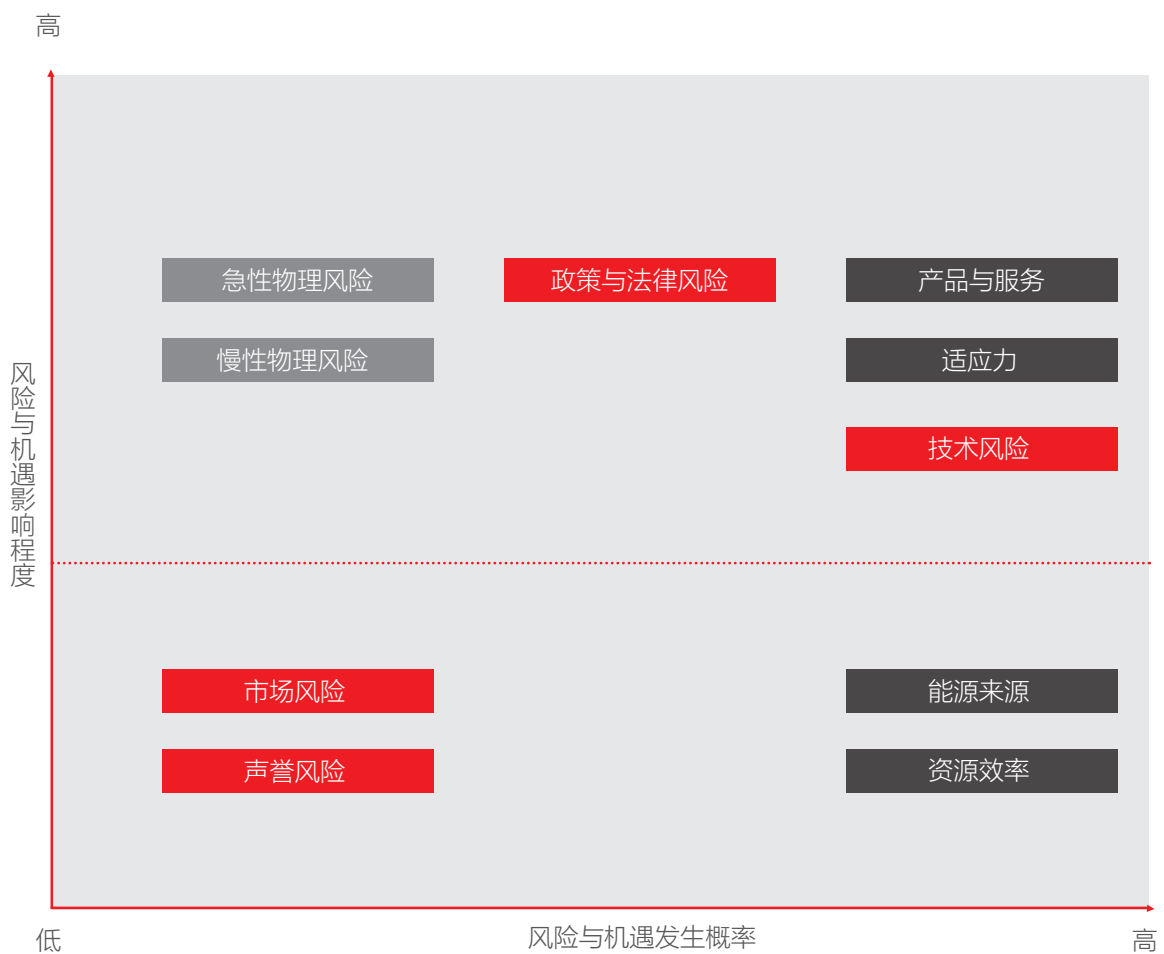 高
急性物理风险
政策与法律风险
产品与服务
慢性物理风险
适应力
技术风险
风险与机遇影响程度
市场风险
能源来源
声誉风险
资源效率
低
风险与机遇发生概率
高